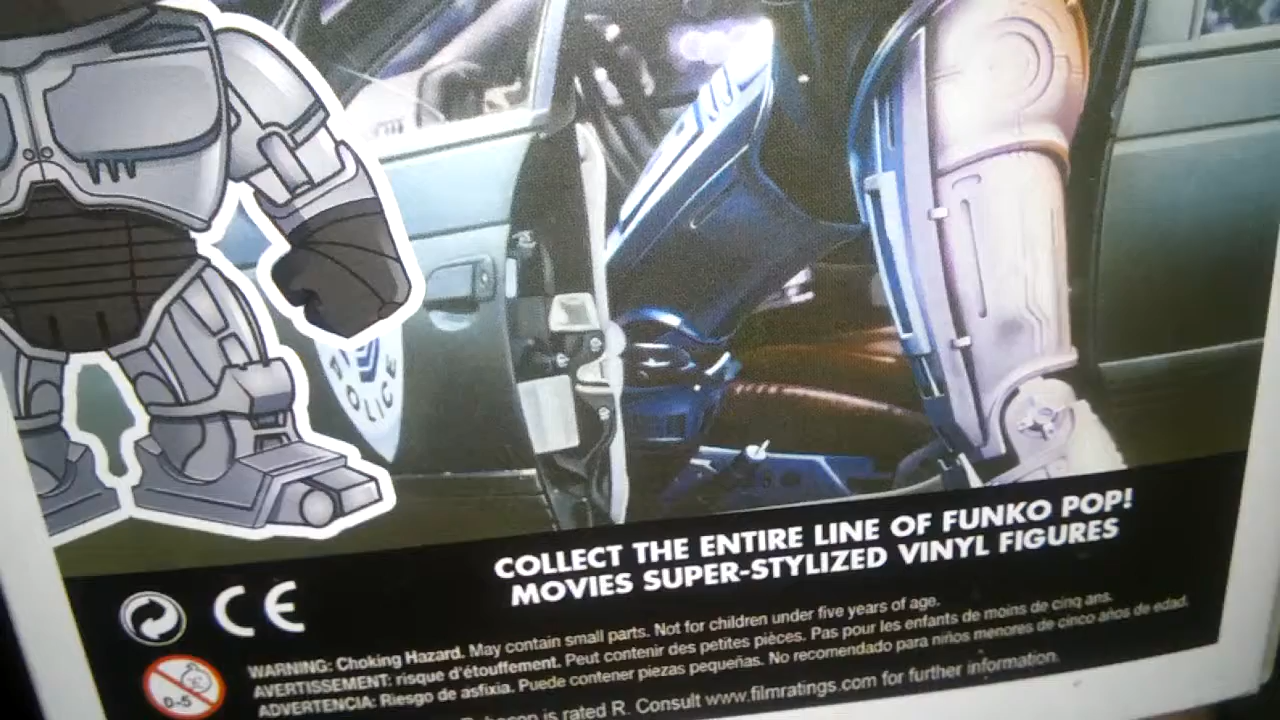 POLICE
COLLECT THE ENTIRE LINE OF FUNKO POP!
MOVIES SUPER-STYLIZED VINYL FIGURES
CE
0-5
WARNING: Choking Hazard. May contain small parts. Not for children under five years of age.
AVERTISSEMENT: risque d'étouffement. Peut contenir des petites pièces. Pas pour les enfants de moins de cinq ans.
ADVERTENCIA: Riesgo de asfixia. Puede contener piezas pequeñas. No recomendado para niños menores de cinco años de edad.
Robocop is rated R. Consult www.filmratings.com for further information.